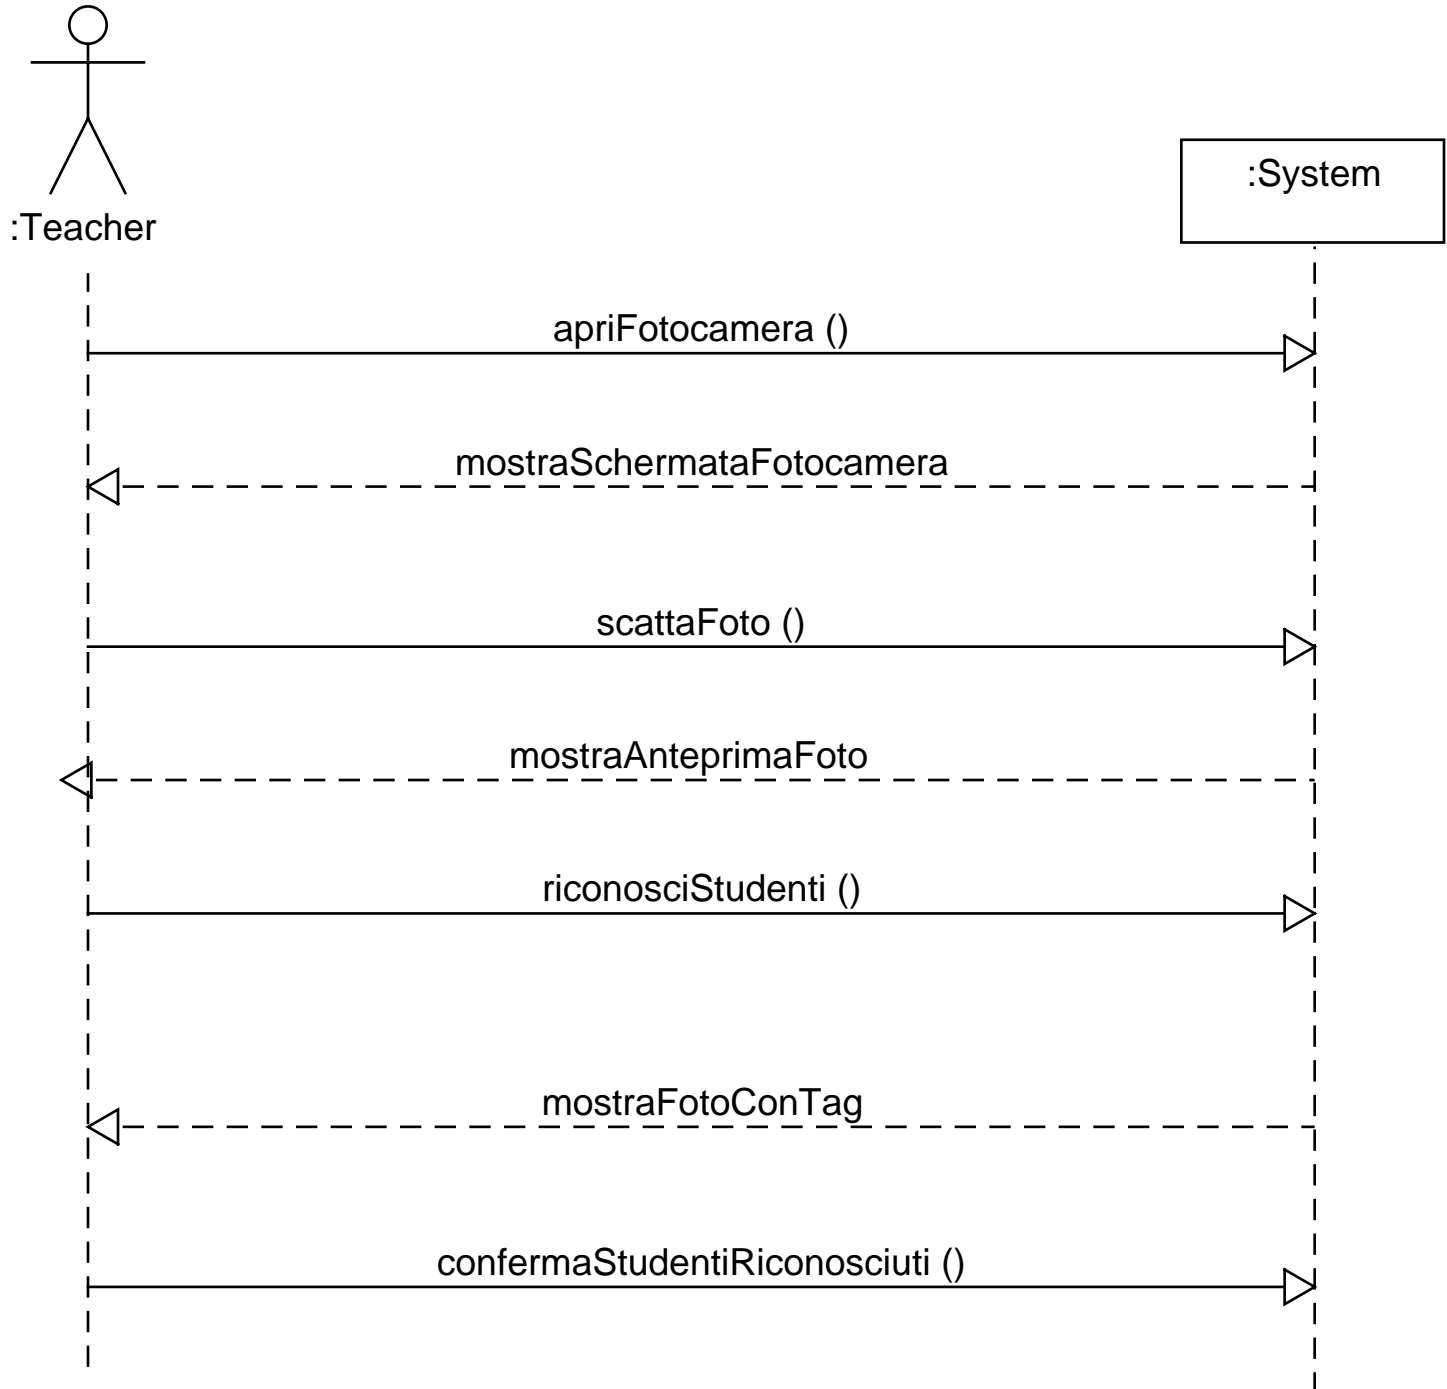 :Teacher
:System
apriFotocamera ()
mostraSchermataFotocamera
scattaFoto ()
mostraAnteprimaFoto
riconosciStudenti ()
mostraFotoConTag
confermaStudentiRiconosciuti ()